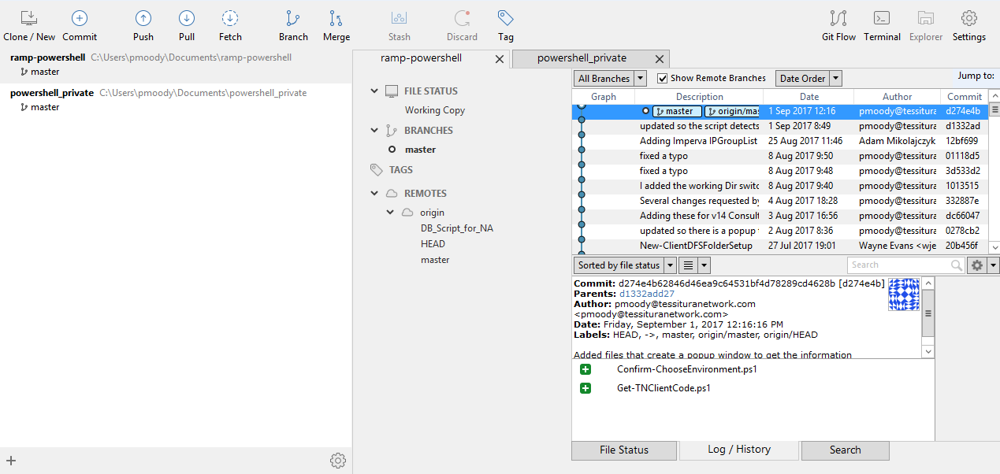 Clone / New Commit Push Pull Fetch Branch Merge Stash Discard Tag Git Flow Terminal Explorer Settings
ramp-powershell C:\Users\pmoody\Documents\ramp-powershell
master
powershell_private C:\Users\pmoody\Documents\powershell_private
master
ramp-powershell powershell_private
FILE STATUS
Working Copy
BRANCHES
master
TAGS
REMOTES
origin
DB_Script_for_NA
HEAD
master
All Branches Show Remote Branches Date Order Jump to:
Graph Description Date Author Commit
master origin/mas 1 Sep 2017 12:16 pmoody@tessitura d274e4b
updated so the script detects 1 Sep 2017 8:49 pmoody@tessitura d1332ad
Adding Imperva IPGroupList 25 Aug 2017 11:46 Adam Mikolajczyk 12bf699
fixed a typo 8 Aug 2017 9:50 pmoody@tessitura 01118d5
fixed a typo 8 Aug 2017 9:48 pmoody@tessitura 3d533d2
I added the working Dir switc 8 Aug 2017 9:40 pmoody@tessitura 1013515
Several changes requested by 4 Aug 2017 18:28 pmoody@tessitura 332887e
Adding these for v14 Consult 3 Aug 2017 16:56 pmoody@tessitura dc66047
updated so there is a popup 2 Aug 2017 8:36 pmoody@tessitura 0278cb2
New-ClientDFSFolderSetup 27 Jul 2017 19:01 Wayne Evans <wje 20b456f
Sorted by file status Search
Commit: d274e4b62846d46ea9c64531bf4d78289cd4628b [d274e4b]
Parents: d1332add27
Author: pmoody@tessituranetwork.com
<pmoody@tessituranetwork.com>
Date: Friday, September 1, 2017 12:16:16 PM
Labels: HEAD, ->, master, origin/master, origin/HEAD
Added files that create a popup window to get the information
Confirm-ChooseEnvironment.ps1
Get-TNClientCode.ps1
File Status Log / History Search